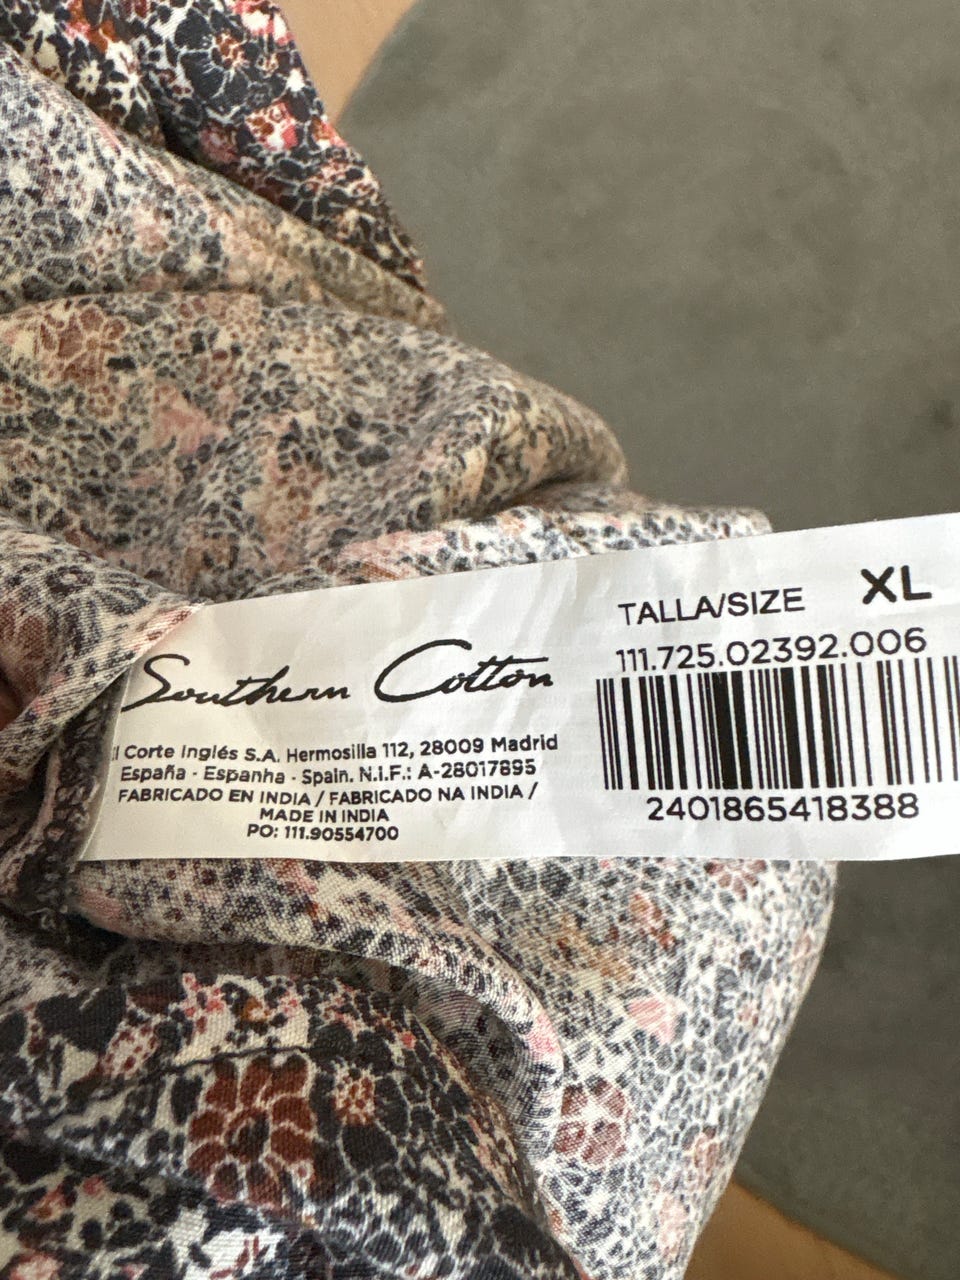 Southern Cotton
El Corte Inglés S.A. Hermosilla 112, 28009 Madrid
España - Espanha - Spain. N.I.F.: A-28017895
FABRICADO EN INDIA / FABRICADO NA INDIA /
MADE IN INDIA
PO: 111.90554700
TALLA/SIZE XL
111.725.02392.006
2401865418388